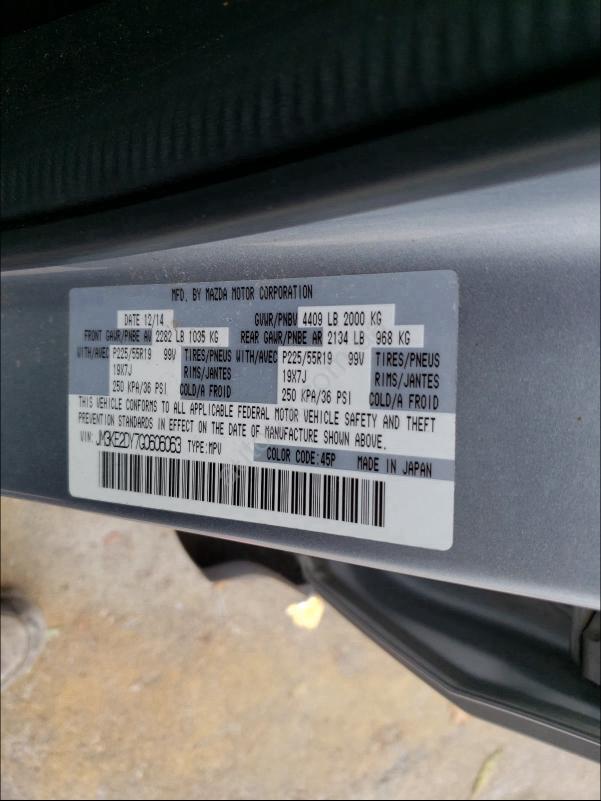 MFD. BY MAZDA MOTOR CORPORATION
DATE 12/14 GVWR/PNBV 4409 LB 2000 KG
FRONT GAWR/PNBE AV 2282 LB 1035 KG REAR GAWR/PNBE AR 2134 LB 968 KG
WITH/AVEC P225/55R19 99V TIRES/PNEUS WITH/AVEC P225/55R19 99V TIRES/PNEUS
19X7J RIMS/JANTES 19X7J RIMS/JANTES
250 KPA/36 PSI COLD/A FROID 250 KPA/36 PSI COLD/A FROID
THIS VEHICLE CONFORMS TO ALL APPLICABLE FEDERAL MOTOR VEHICLE SAFETY AND THEFT
PREVENTION STANDARDS IN EFFECT ON THE DATE OF MANUFACTURE SHOWN ABOVE.
VIN: JM3KE2DY7G0606063 TYPE:MPV COLOR CODE:45P MADE IN JAPAN